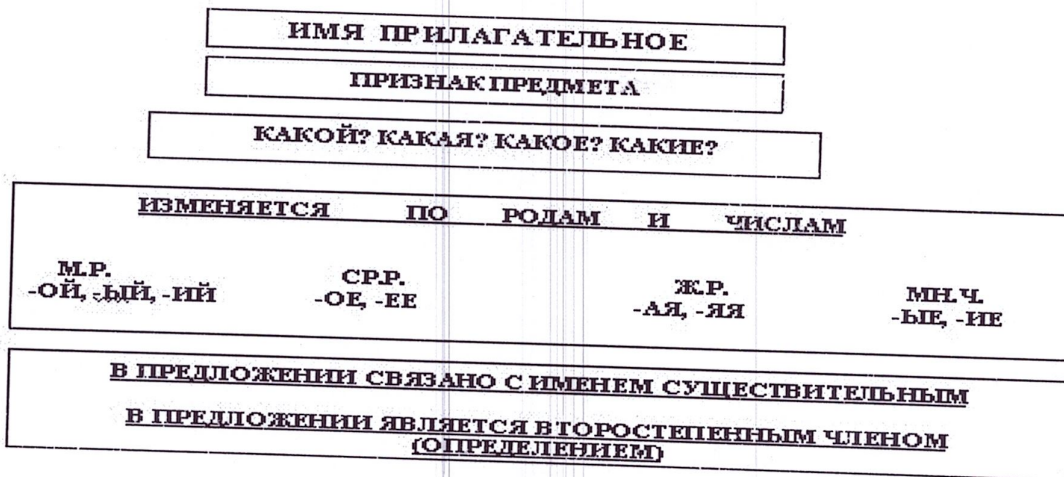 ИМЯ ПРИЛАГАТЕЛЬНОЕ
ПРИЗНАК ПРЕДМЕТА
КАКОЙ? КАКАЯ? КАКОЕ? КАКИЕ?
ИЗМЕНЯЕТСЯ ПО РОДАМ И ЧИСЛАМ
М.Р. СР.Р. Ж.Р. МН.Ч.
-ОЙ, -ЫЙ, -ИЙ -ОЕ, -ЕЕ -АЯ, -ЯЯ -ЫЕ, -ИЕ
В ПРЕДЛОЖЕНИИ СВЯЗАНО С ИМЕНЕМ СУЩЕСТВИТЕЛЬНЫМ
В ПРЕДЛОЖЕНИИ ЯВЛЯЕТСЯ ВТОРОСТЕПЕННЫМ ЧЛЕНОМ
(ОПРЕДЕЛЕНИЕМ)